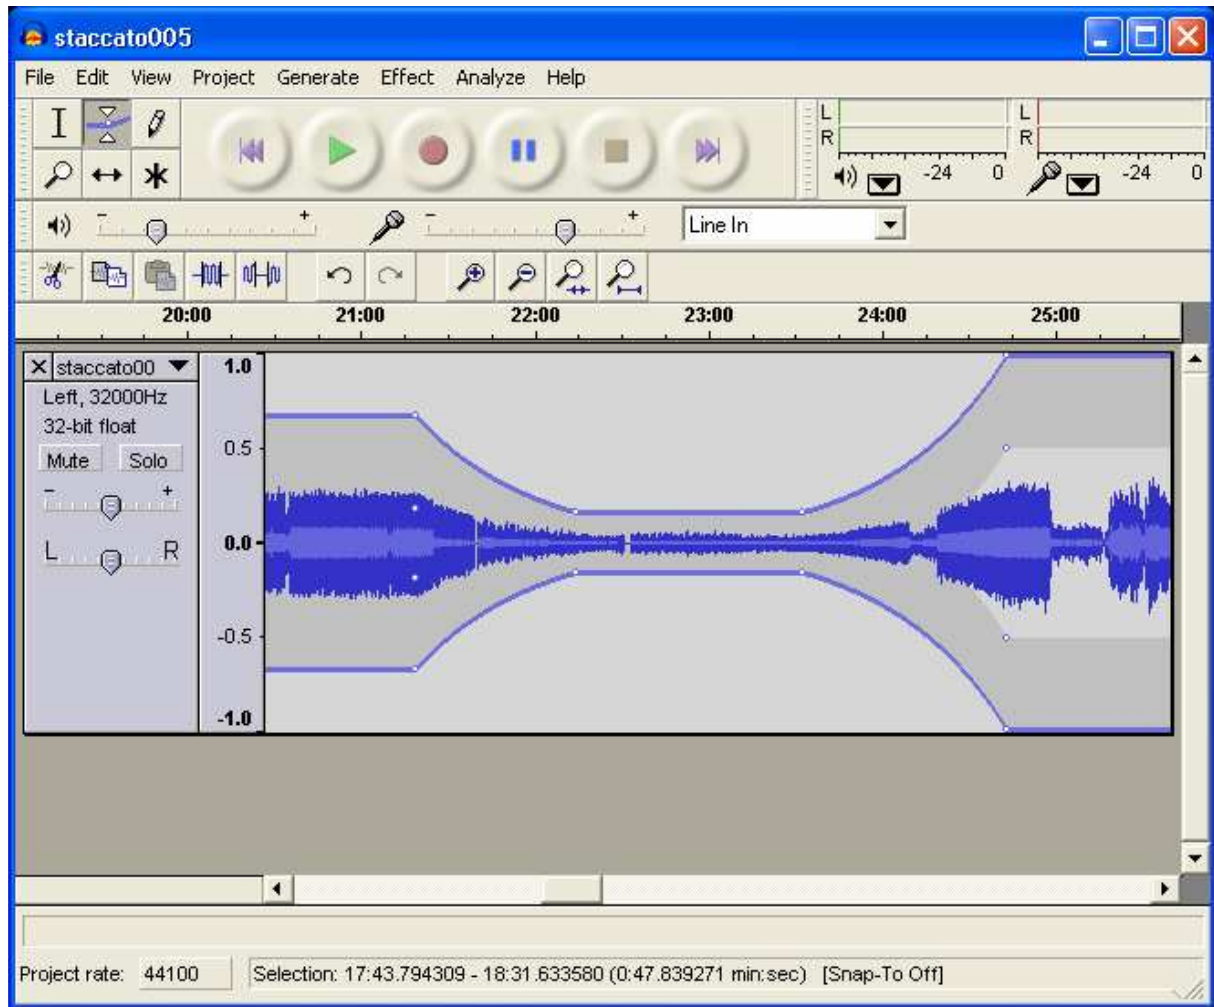 staccato005
File Edit View Project Generate Effect Analyze Help
L
R
-24 0
L
R
-24 0
- +
- +
Line In
20:00 21:00 22:00 23:00 24:00 25:00
staccato00
Left, 32000Hz
32-bit float
Mute Solo
- +
L R
1.0
0.5
0.0
-0.5
-1.0
Project rate: 44100 Selection: 17:43.794309 - 18:31.633580 (0:47.839271 min:sec) [Snap-To Off]